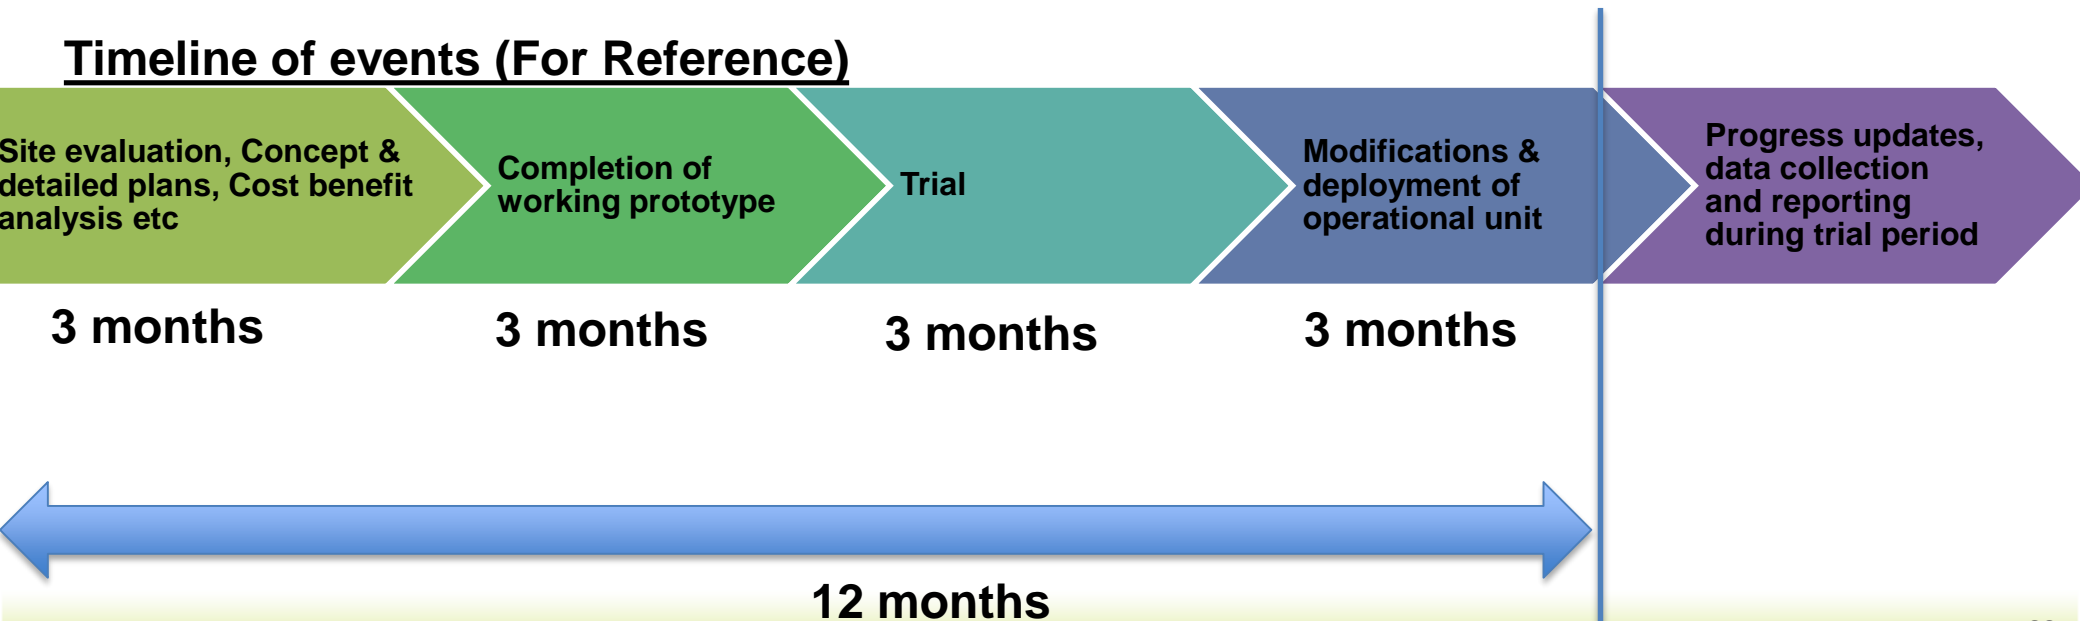 Timeline of events (For Reference)
Site evaluation, Concept &
detailed plans, Cost benefit
analysis etc
Completion of
working prototype
Trial
Modifications &
deployment of
operational unit
Progress updates,
data collection
and reporting
during trial period
3 months
3 months
3 months
3 months
12 months